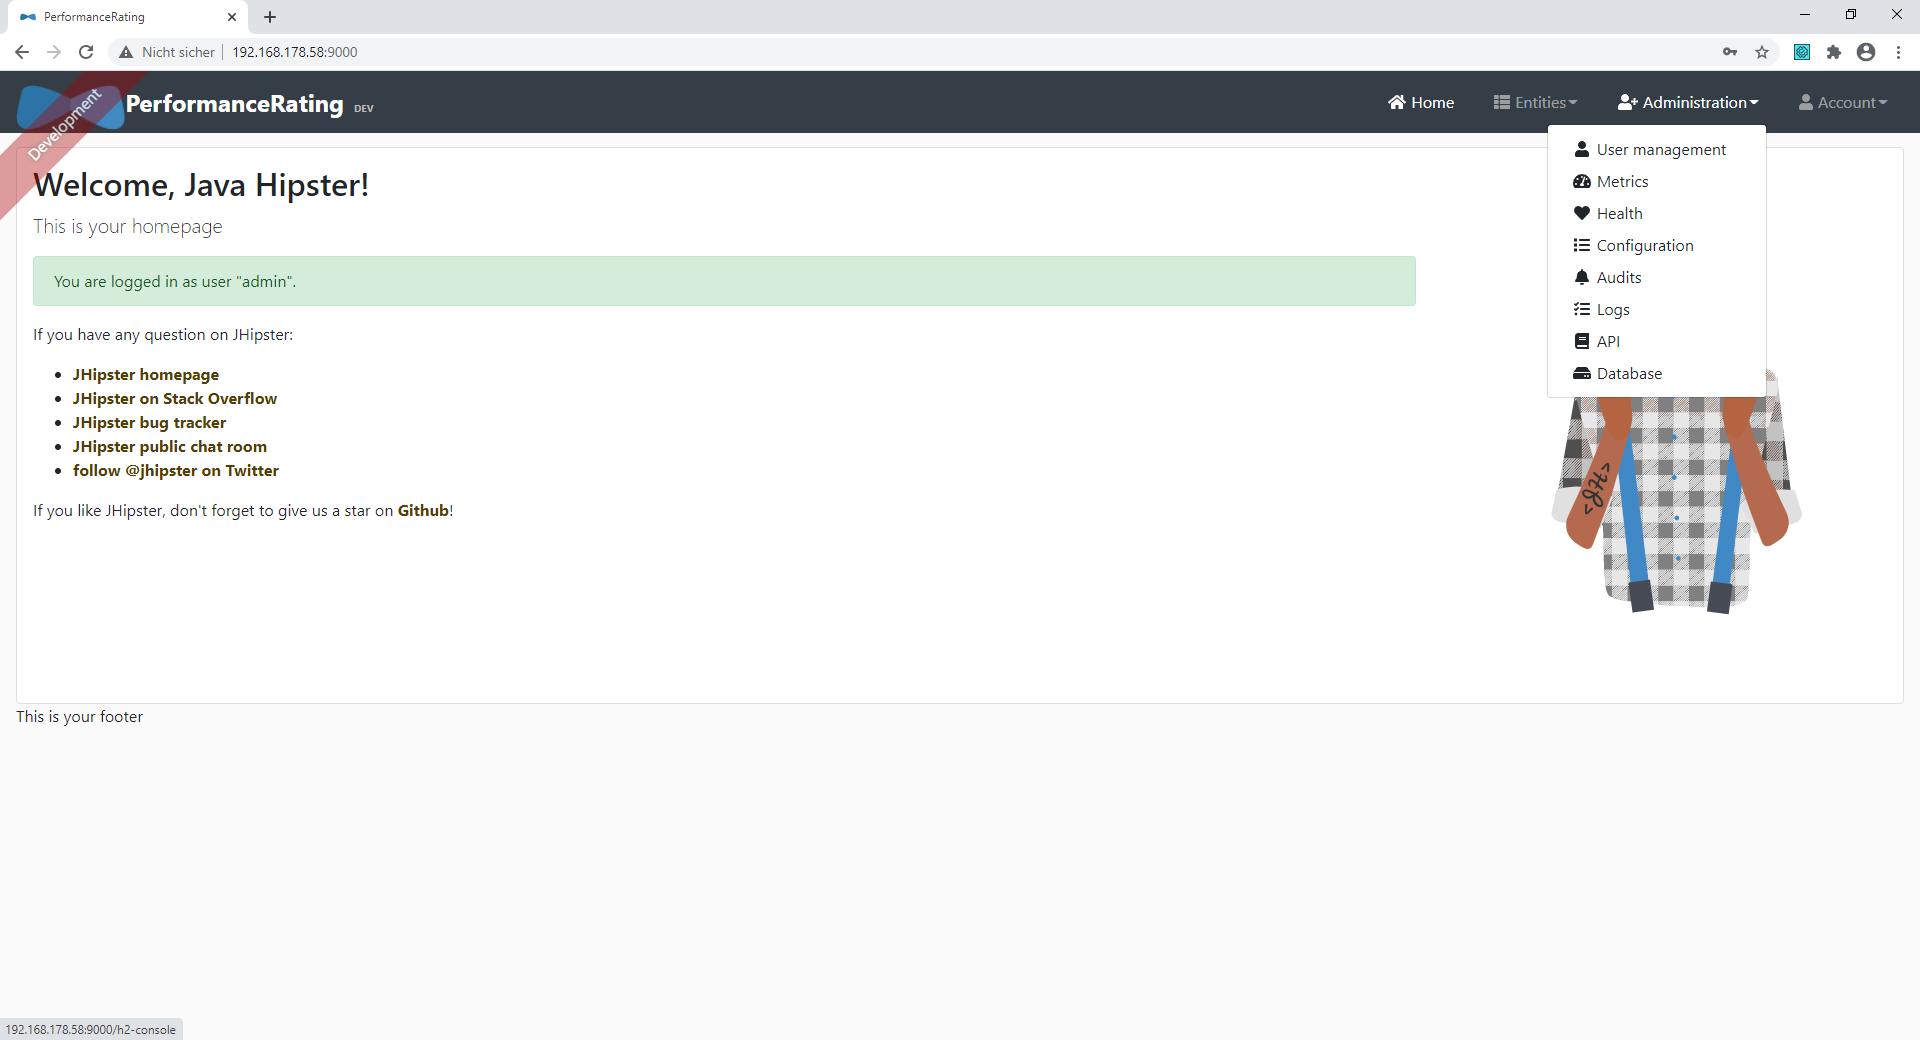 PerformanceRating
Nicht sicher
192.168.178.58:9000
Development
PerformanceRating DEV
Home
Entities
Administration
Account
User management
Metrics
Health
Configuration
Audits
Logs
API
Database
Welcome, Java Hipster!
This is your homepage
You are logged in as user "admin".
If you have any question on JHipster:
JHipster homepage
JHipster on Stack Overflow
JHipster bug tracker
JHipster public chat room
follow @jhipster on Twitter
If you like JHipster, don't forget to give us a star on Github!
This is your footer
192.168.178.58:9000/h2-console